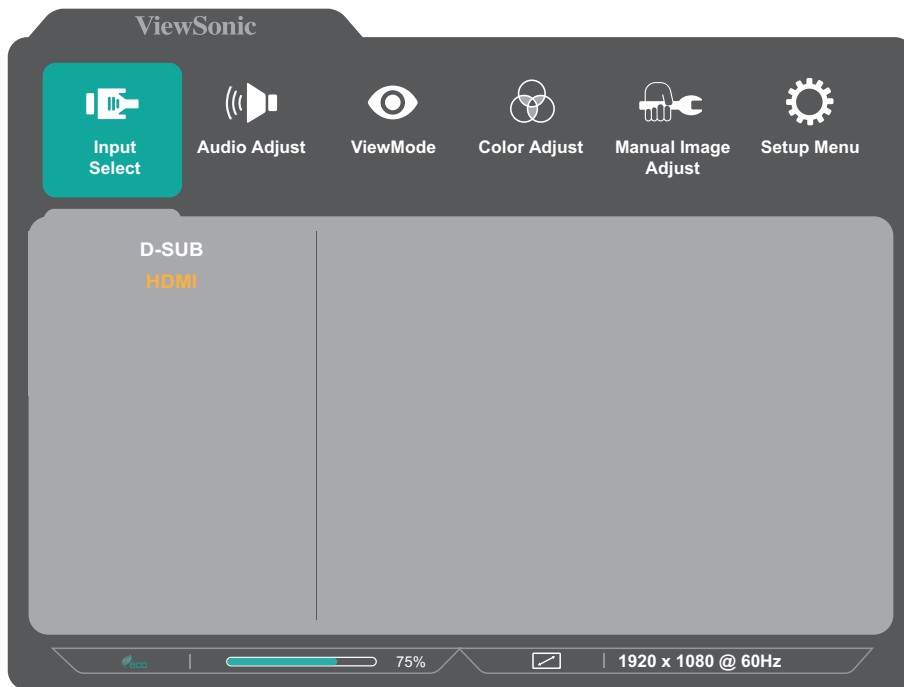 ViewSonic
Input
Select
Audio Adjust
ViewMode
Color Adjust
Manual Image
Adjust
Setup Menu
D-SUB
HDMI
eco
75%
1920 x 1080 @ 60Hz